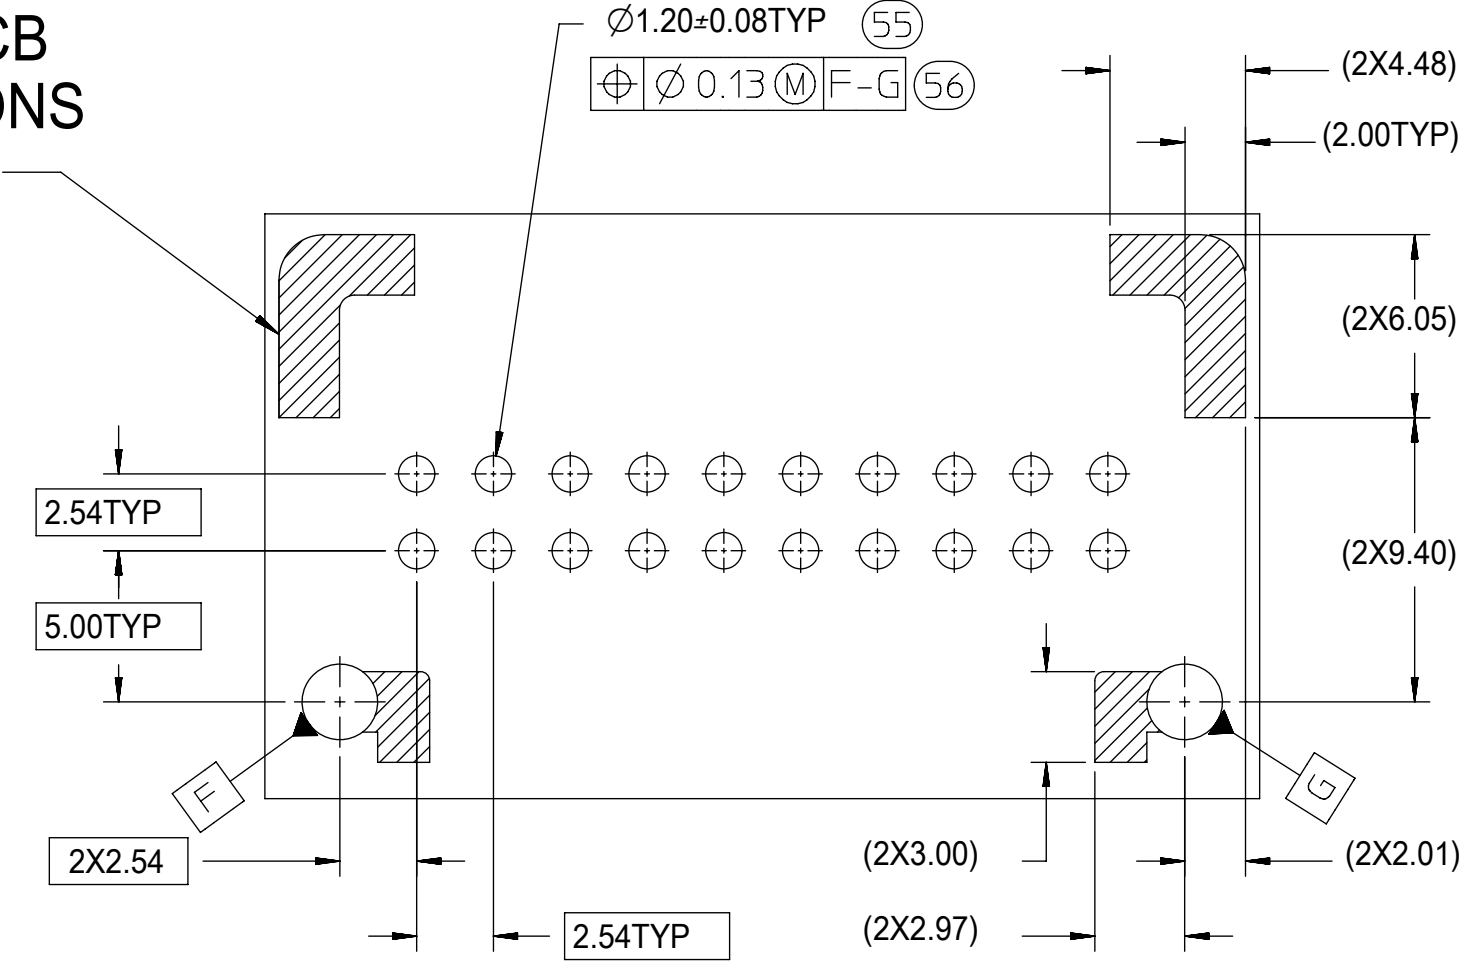 CB
ONS
∅1.20±0.08TYP 55
⌖ ∅ 0.13 Ⓜ F-G 56
(2X4.48)
(2.00TYP)
(2X6.05)
2.54TYP
(2X9.40)
5.00TYP
F
G
2X2.54
(2X3.00)
(2X2.01)
2.54TYP
(2X2.97)